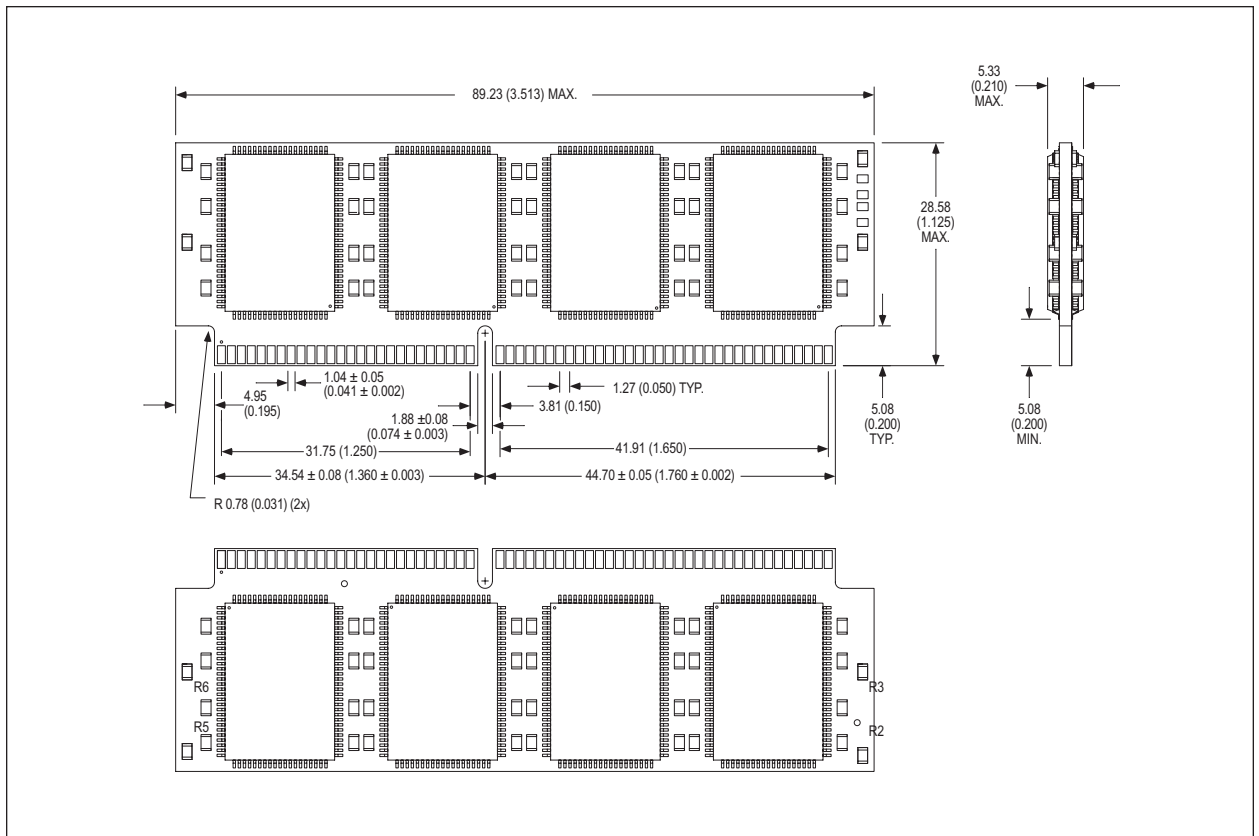 89.23 (3.513) MAX.
5.33
(0.210)
MAX.
28.58
(1.125)
MAX.
1.04 ± 0.05
(0.041 ± 0.002)
1.27 (0.050) TYP.
4.95
(0.195)
3.81 (0.150)
1.88 ±0.08
(0.074 ± 0.003)
5.08
(0.200)
TYP.
5.08
(0.200)
MIN.
31.75 (1.250)
41.91 (1.650)
34.54 ± 0.08 (1.360 ± 0.003)
44.70 ± 0.05 (1.760 ± 0.002)
R 0.78 (0.031) (2x)
R6
R3
R5
R2